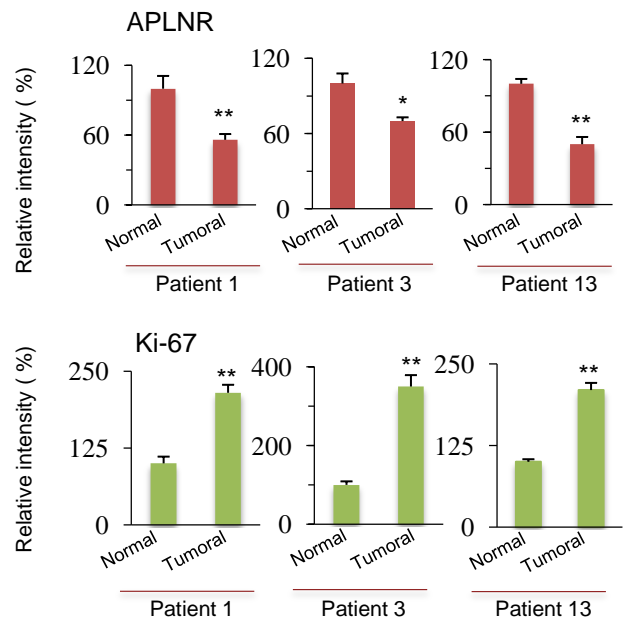 APLNR
Relative intensity ( %)
120
60
0
**
Normal
Tumoral
Patient 1
120
60
0
*
Normal
Tumoral
Patient 3
120
60
0
**
Normal
Tumoral
Patient 13
Ki-67
Relative intensity ( %)
250
125
0
**
Normal
Tumoral
Patient 1
400
200
0
**
Normal
Tumoral
Patient 3
250
125
0
**
Normal
Tumoral
Patient 13